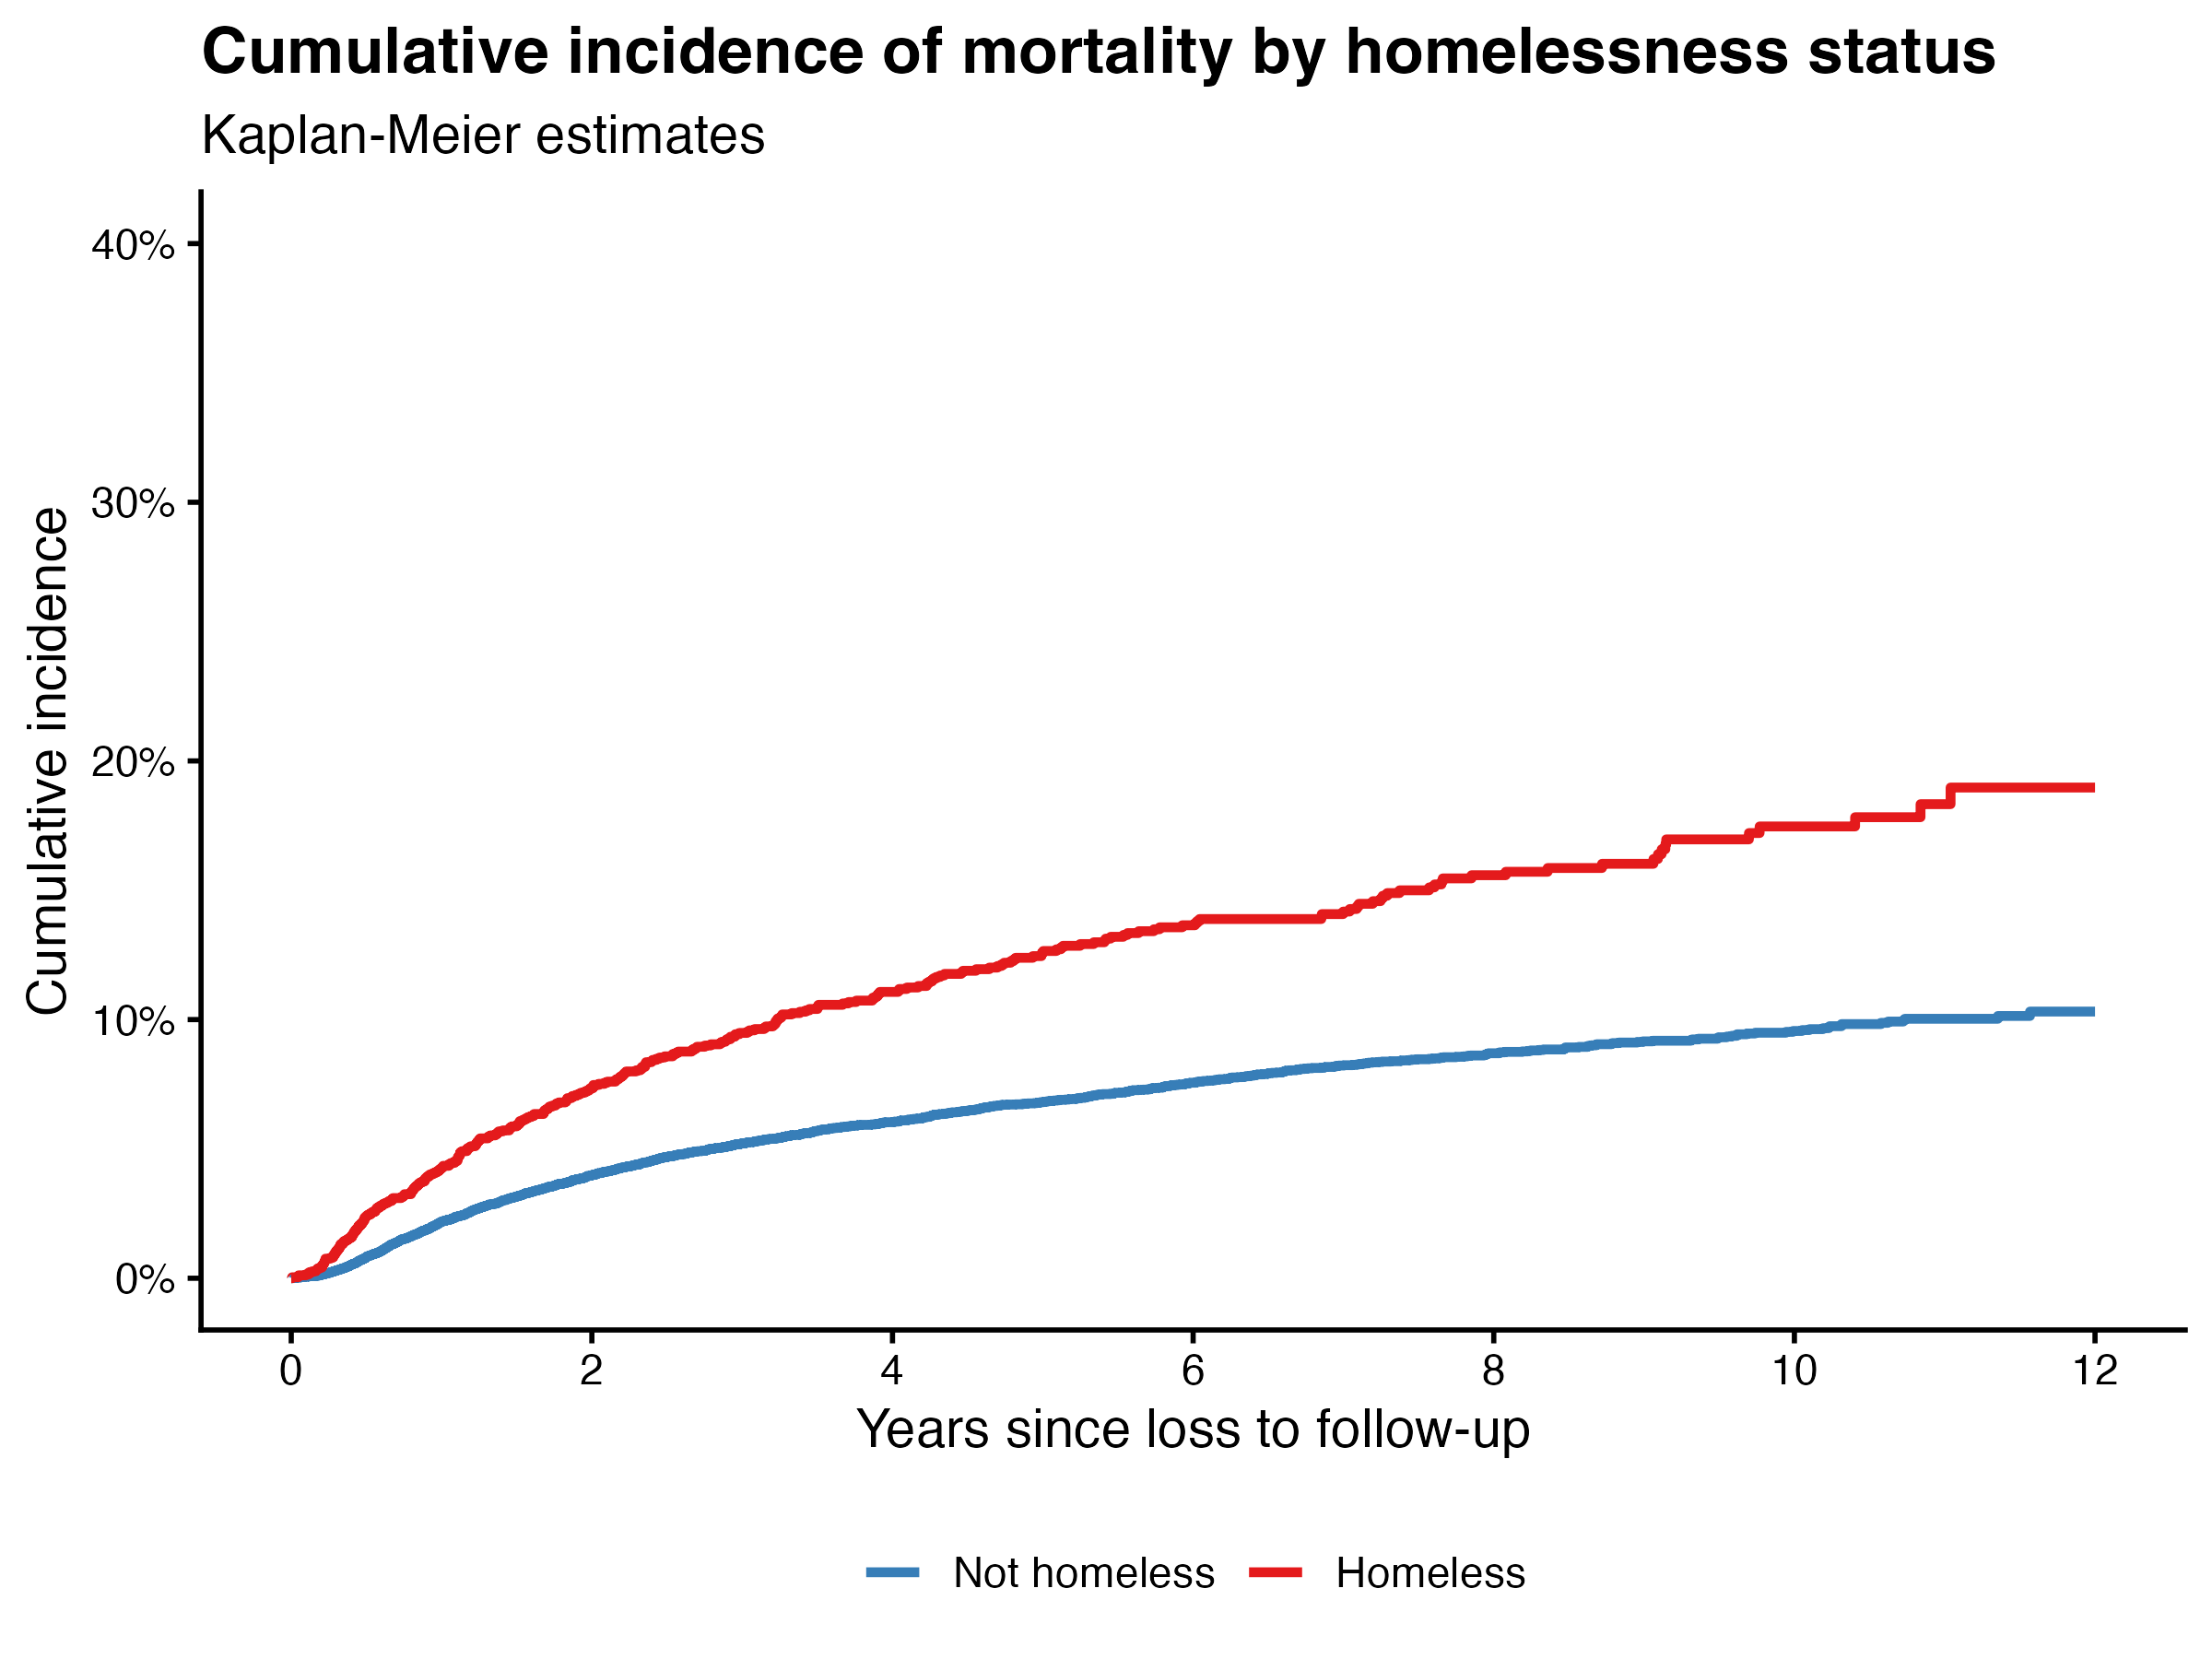 Cumulative incidence of mortality by homelessness status
Kaplan-Meier estimates
Cumulative incidence
40%
30%
20%
10%
0%
0 2 4 6 8 10 12
Years since loss to follow-up
Not homeless Homeless